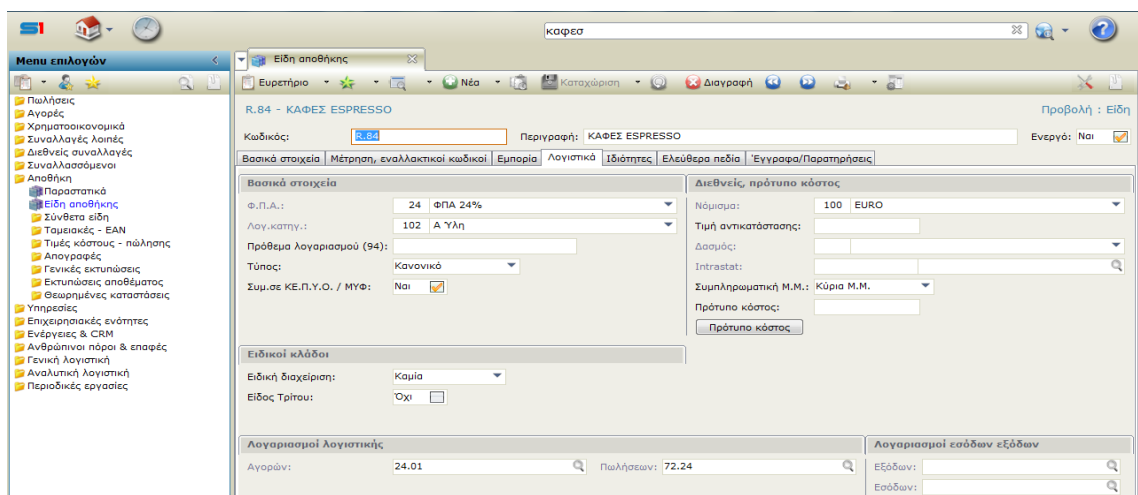 S1
καφεσ
Menu επιλογών
Είδη αποθήκης
Ευρετήριο
Νέα
Καταχώριση
Διαγραφή
Πωλήσεις
Αγορές
Χρηματοοικονομικά
Συναλλαγές λοιπές
Διεθνείς συναλλαγές
Συναλλασσόμενοι
Αποθήκη
Παραστατικά
Είδη αποθήκης
Σύνθετα είδη
Ταμειακές - EAN
Τιμές κόστους - πώλησης
Απογραφές
Γενικές εκτυπώσεις
Εκτυπώσεις αποθέματος
Θεωρημένες καταστάσεις
Υπηρεσίες
Επιχειρησιακές ενότητες
Ενέργειες & CRM
Ανθρώπινοι πόροι & επαφές
Γενική λογιστική
Αναλυτική λογιστική
Περιοδικές εργασίες
R.84 - ΚΑΦΕΣ ESPRESSO Προβολή : Είδη
Κωδικός: R.84 Περιγραφή: ΚΑΦΕΣ ESPRESSO Ενεργό: Ναι
Βασικά στοιχεία Μέτρηση, εναλλακτικοί κωδικοί Εμπορία Λογιστικά Ιδιότητες Ελεύθερα πεδία Έγγραφα/Παρατηρήσεις
Βασικά στοιχεία
Φ.Π.Α.: 24 ΦΠΑ 24%
Λογ.κατηγ.: 102 Α Ύλη
Πρόθεμα λογαριασμού (94):
Τύπος: Κανονικό
Συμ.σε ΚΕ.Π.Υ.Ο. / ΜΥΦ: Ναι
Διεθνείς, πρότυπο κόστος
Νόμισμα: 100 EURO
Τιμή αντικατάστασης:
Δασμός:
Intrastat:
Συμπληρωματική Μ.Μ.: Κύρια Μ.Μ.
Πρότυπο κόστος:
Πρότυπο κόστος
Ειδικοί κλάδοι
Ειδική διαχείριση: Καμία
Είδος Τρίτου: Όχι
Λογαριασμοί λογιστικής
Αγορών: 24.01 Πωλήσεων: 72.24
Λογαριασμοί εσόδων εξόδων
Εξόδων:
Εσόδων: